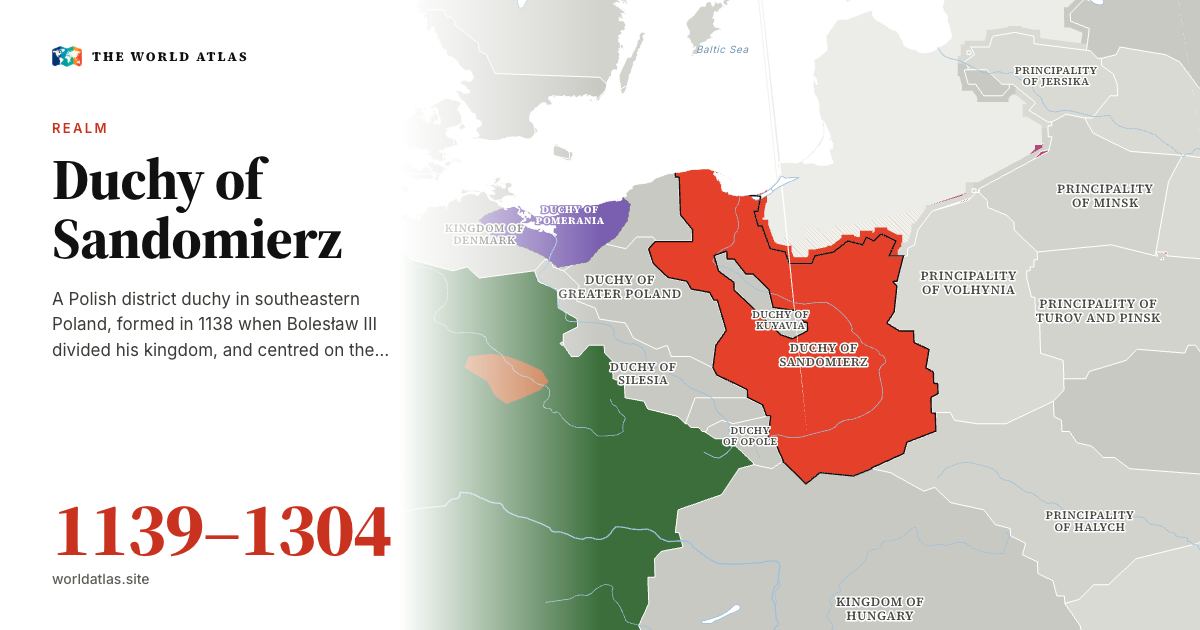 THE WORLD ATLAS
REALM
Duchy of
Sandomierz
A Polish district duchy in southeastern
Poland, formed in 1138 when Bolesław III
divided his kingdom, and centred on the...
1139–1304
worldatlas.site
Baltic Sea
PRINCIPALITY
OF JERSIKA
PRINCIPALITY
OF MINSK
DUCHY OF
POMERANIA
KINGDOM OF
DENMARK
DUCHY OF
GREATER POLAND
PRINCIPALITY
OF VOLHYNIA
PRINCIPALITY OF
TUROV AND PINSK
DUCHY OF
KUYAVIA
DUCHY OF
SANDOMIERZ
DUCHY OF
SILESIA
DUCHY
OF OPOLE
PRINCIPALITY
OF HALYCH
KINGDOM OF
HUNGARY